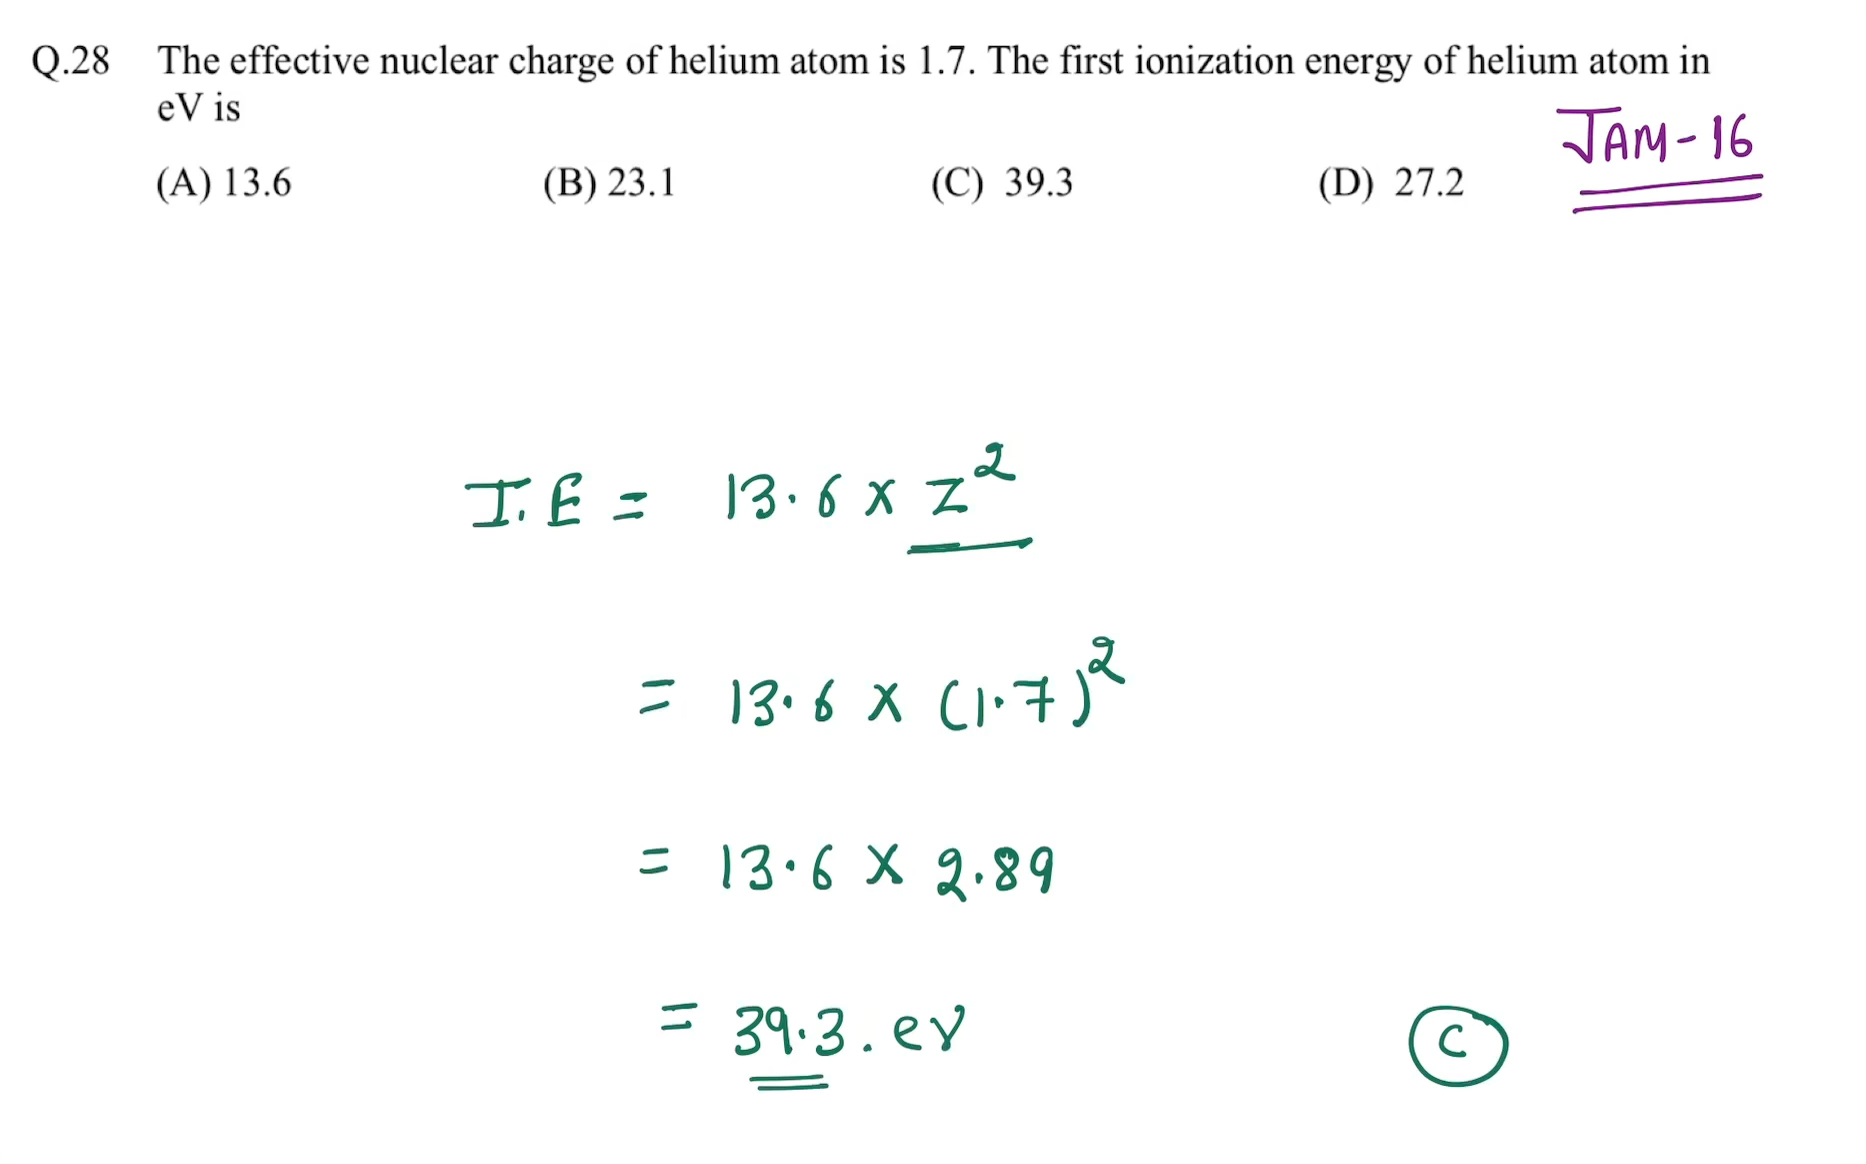 Q.28 The effective nuclear charge of helium atom is 1.7. The first ionization energy of helium atom in
eV is
JAM-16
(A) 13.6 (B) 23.1 (C) 39.3 (D) 27.2
I.E = 13.6 x z²
= 13.6 x (1.7)²
= 13.6 x 2.89
= 39.3. eV
C